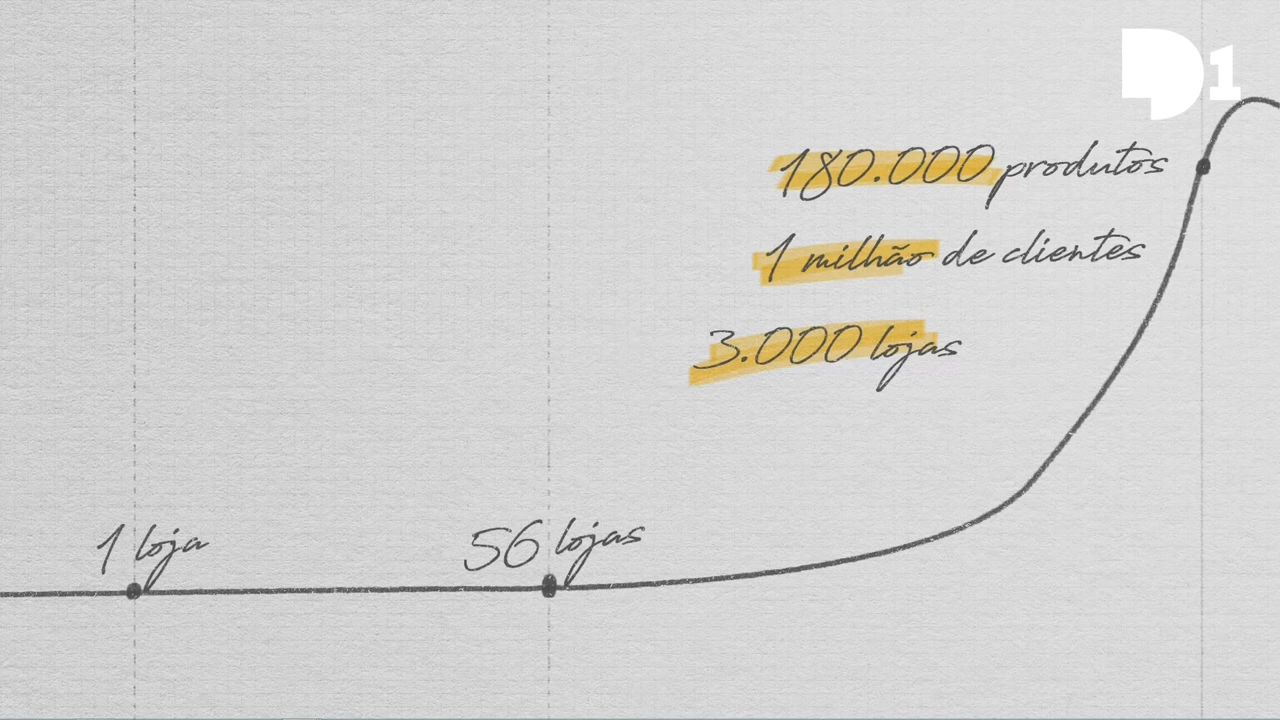 D1
180.000 produtos
1 milhão de clientes
3.000 lojas
1 loja
56 lojas